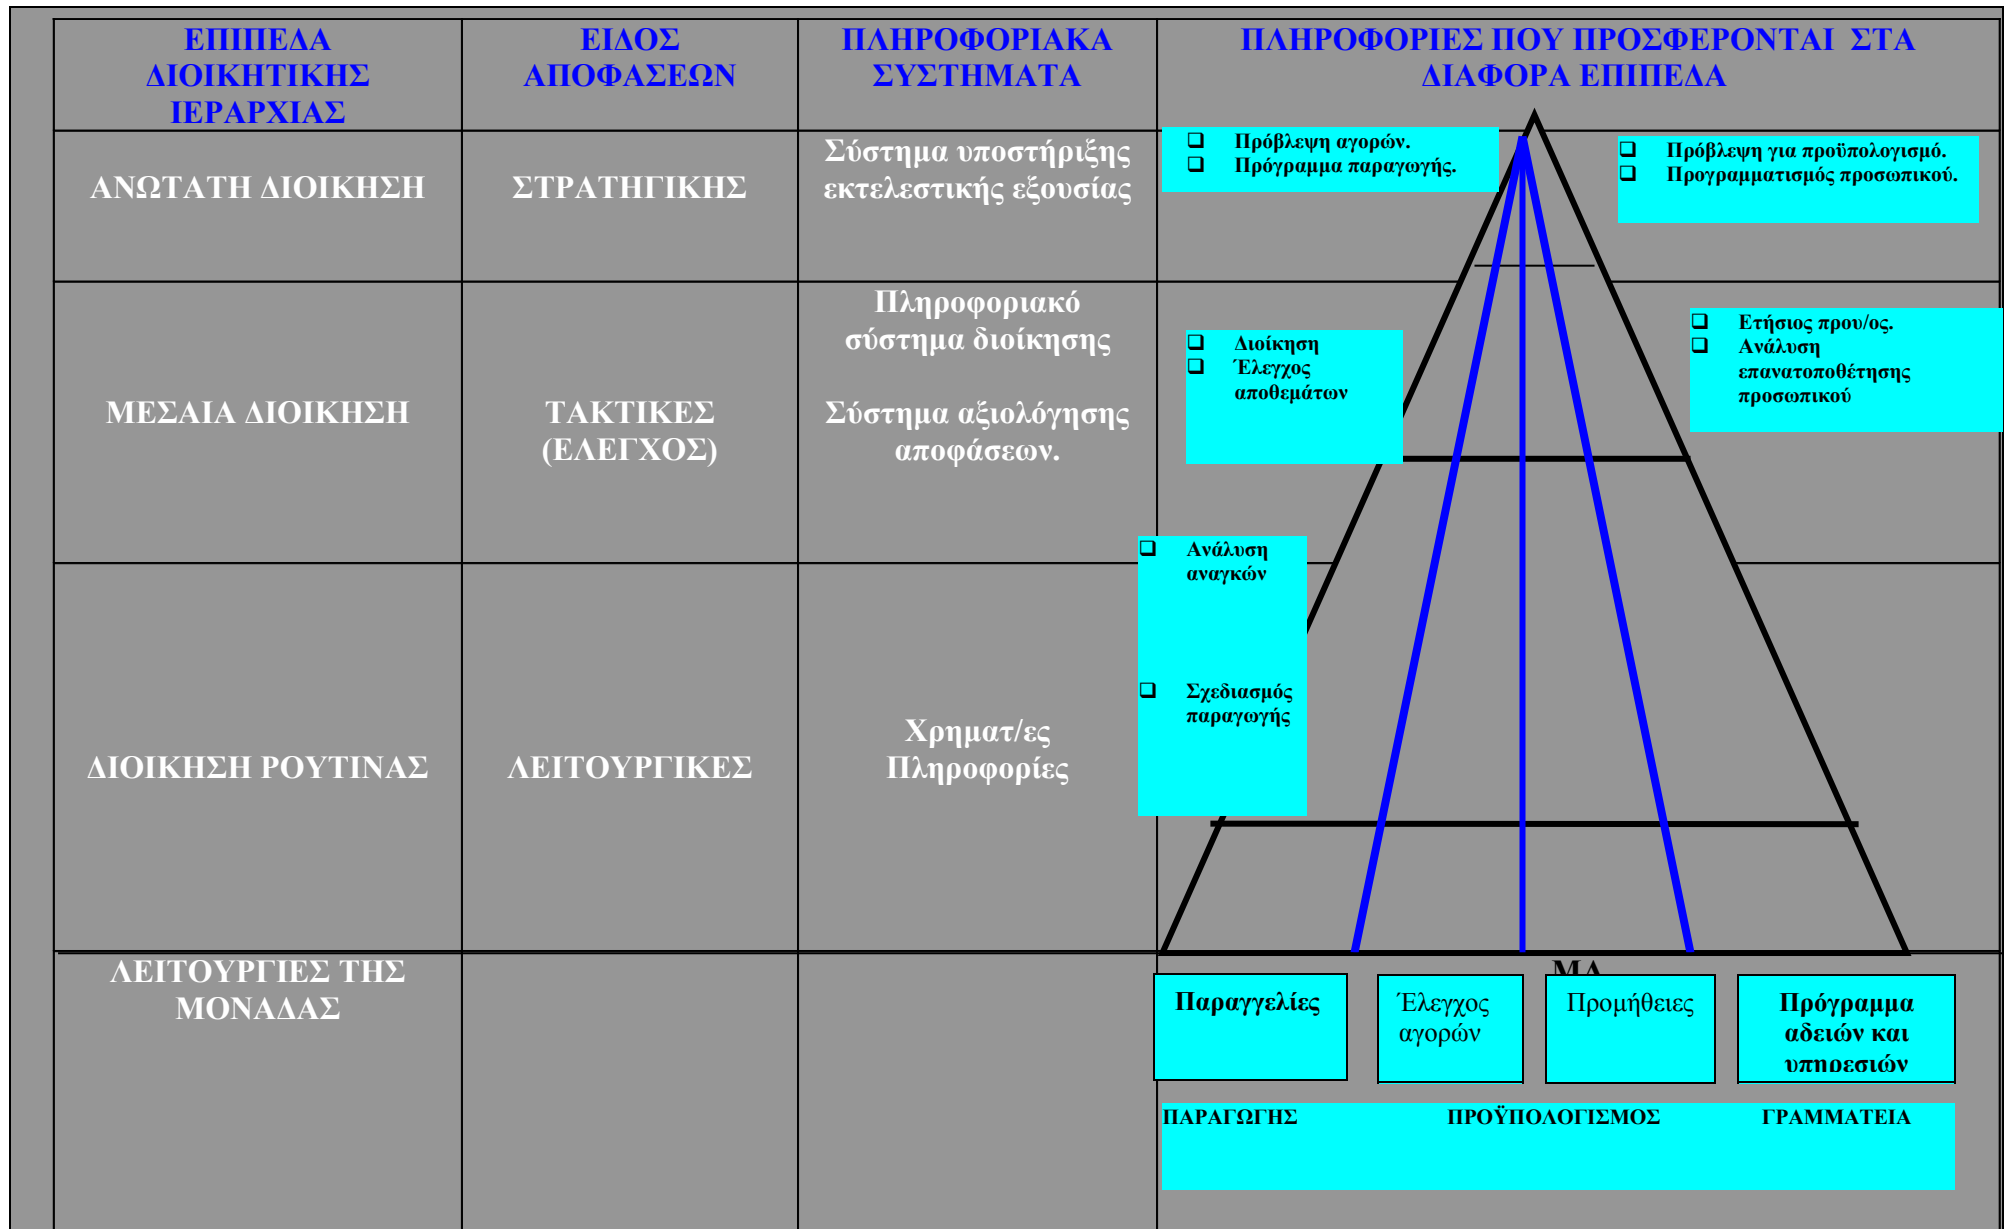 ΕΠΙΠΕΔΑ
ΔΙΟΙΚΗΤΙΚΗΣ
ΙΕΡΑΡΧΙΑΣ
ΕΙΔΟΣ
ΑΠΟΦΑΣΕΩΝ
ΠΛΗΡΟΦΟΡΙΑΚΑ
ΣΥΣΤΗΜΑΤΑ
ΠΛΗΡΟΦΟΡΙΕΣ ΠΟΥ ΠΡΟΣΦΕΡΟΝΤΑΙ ΣΤΑ
ΔΙΑΦΟΡΑ ΕΠΙΠΕΔΑ
ΑΝΩΤΑΤΗ ΔΙΟΙΚΗΣΗ
ΣΤΡΑΤΗΓΙΚΗΣ
Σύστημα υποστήριξης
εκτελεστικής εξουσίας
❑ Πρόβλεψη αγορών.
❑ Πρόγραμμα παραγωγής.
❑ Πρόβλεψη για προϋπολογισμό.
❑ Προγραμματισμός προσωπικού.
ΜΕΣΑΙΑ ΔΙΟΙΚΗΣΗ
ΤΑΚΤΙΚΕΣ
(ΕΛΕΓΧΟΣ)
Πληροφοριακό
σύστημα διοίκησης
Σύστημα αξιολόγησης
αποφάσεων.
❑ Διοίκηση
❑ Έλεγχος
αποθεμάτων
❑ Ετήσιος πρου/ος.
❑ Ανάλυση
επανατοποθέτησης
προσωπικού
ΔΙΟΙΚΗΣΗ ΡΟΥΤΙΝΑΣ
ΛΕΙΤΟΥΡΓΙΚΕΣ
Χρηματ/ες
Πληροφορίες
❑ Ανάλυση
αναγκών
❑ Σχεδιασμός
παραγωγής
ΛΕΙΤΟΥΡΓΙΕΣ ΤΗΣ
ΜΟΝΑΔΑΣ
ΜΑ
Παραγγελίες
Έλεγχος
αγορών
Προμήθειες
Πρόγραμμα
αδειών και
υπηρεσιών
ΠΑΡΑΓΩΓΗΣ ΠΡΟΫΠΟΛΟΓΙΣΜΟΣ ΓΡΑΜΜΑΤΕΙΑ